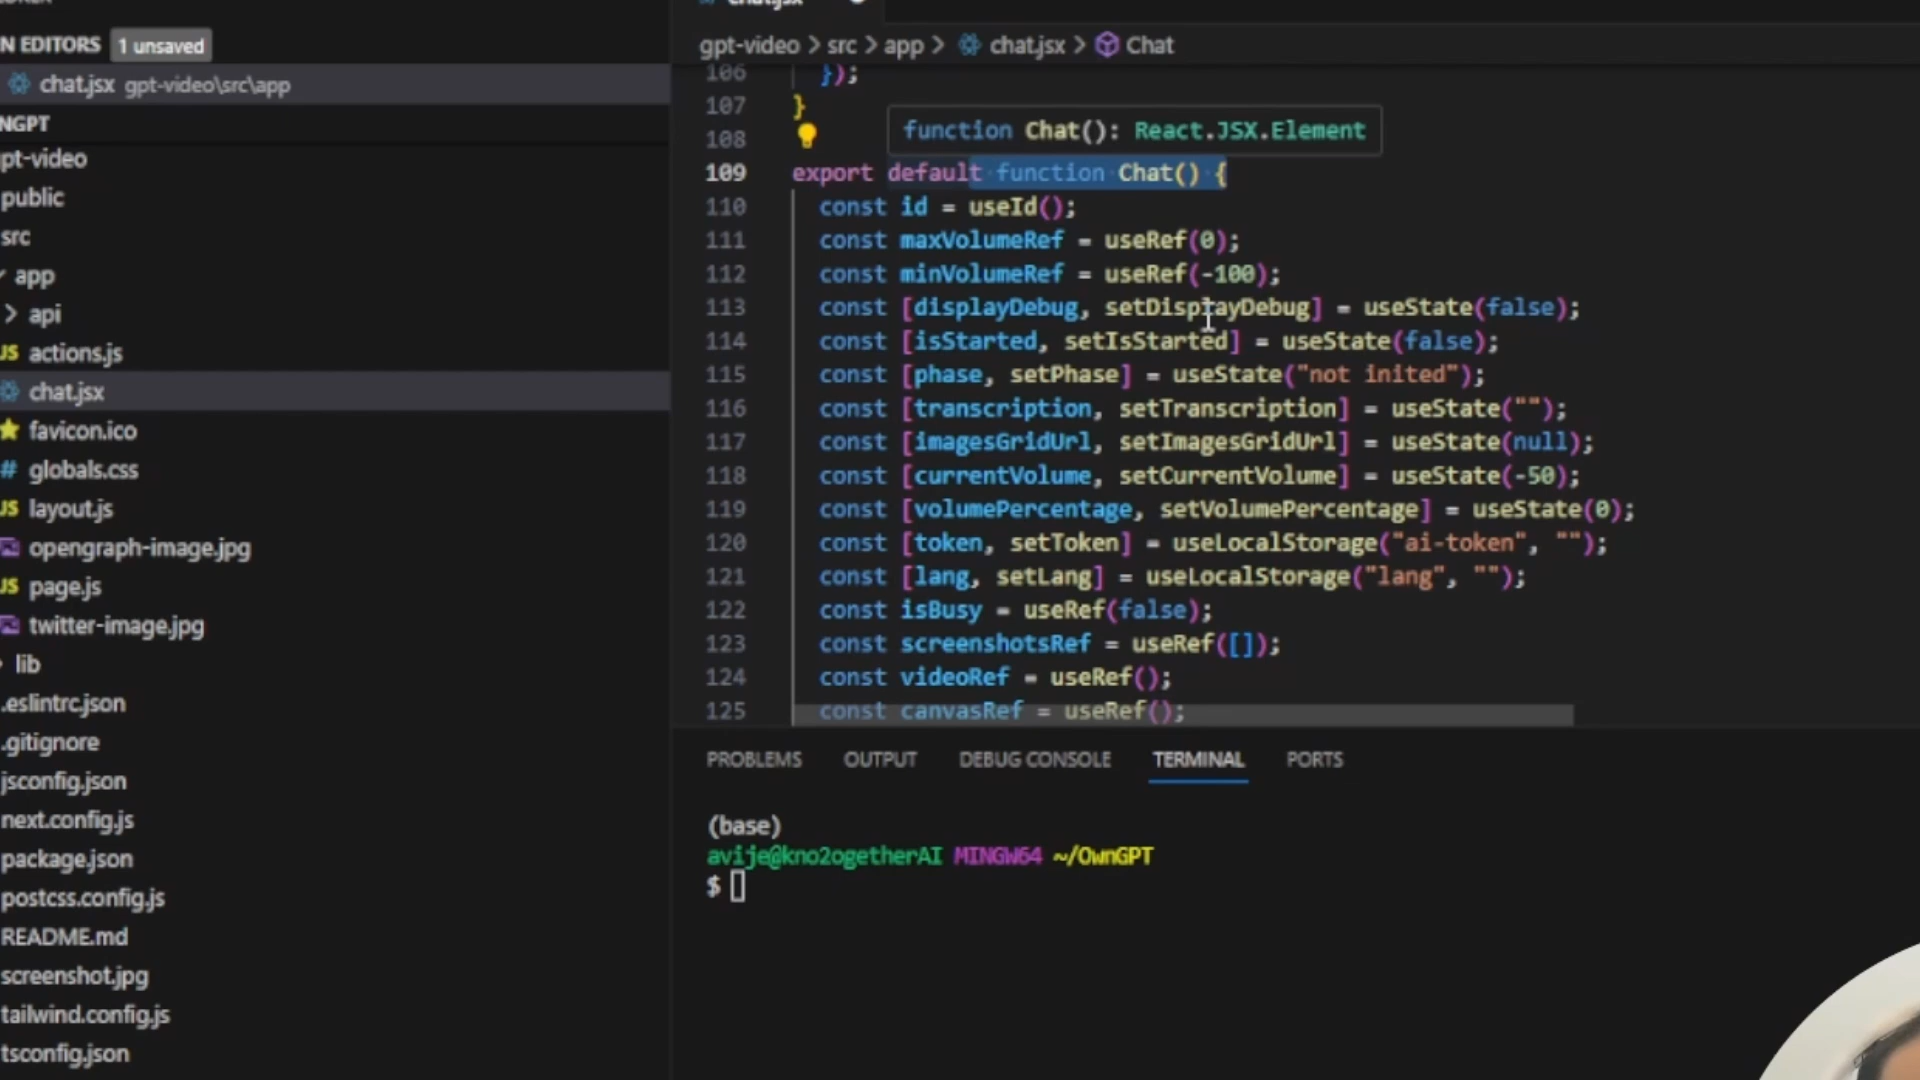 N EDITORS 1 unsaved
chat.jsx gpt-video\src\app
NGPT
pt-video
public
src
app
api
JS actions.js
chat.jsx
favicon.ico
# globals.css
JS layout.js
opengraph-image.jpg
JS page.js
twitter-image.jpg
lib
.eslintrc.json
.gitignore
jsconfig.json
next.config.js
package.json
postcss.config.js
README.md
screenshot.jpg
tailwind.config.js
tsconfig.json
chat.jsx
gpt-video > src > app > chat.jsx > Chat
106 });
107 }
function Chat(): React.JSX.Element
108
109 export default function Chat() {
110 const id = useId();
111 const maxVolumeRef = useRef(0);
112 const minVolumeRef = useRef(-100);
113 const [displayDebug, setDisplayDebug] = useState(false);
114 const [isStarted, setIsStarted] = useState(false);
115 const [phase, setPhase] = useState("not inited");
116 const [transcription, setTranscription] = useState("");
117 const [imagesGridUrl, setImagesGridUrl] = useState(null);
118 const [currentVolume, setCurrentVolume] = useState(-50);
119 const [volumePercentage, setVolumePercentage] = useState(0);
120 const [token, setToken] = useLocalStorage("ai-token", "");
121 const [lang, setLang] = useLocalStorage("lang", "");
122 const isBusy = useRef(false);
123 const screenshotsRef = useRef([]);
124 const videoRef = useRef();
125 const canvasRef = useRef();
PROBLEMS OUTPUT DEBUG CONSOLE TERMINAL PORTS
(base)
avije@kno2ogetherAI MINGW64 ~/OwnGPT
$